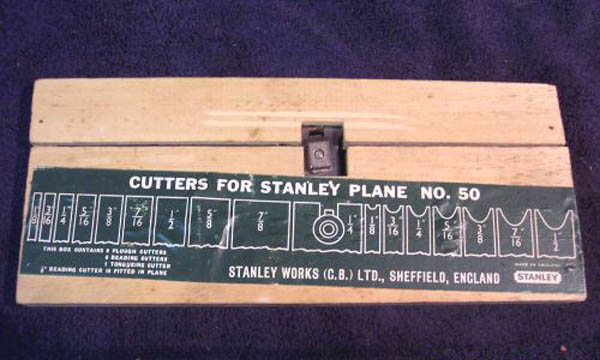 CUTTERS FOR STANLEY PLANE NO. 50
1/8" 3/16" 1/4" 5/16" 3/8" 7/16" 1/2" 5/8" 7/8" 1/4" 1/8" 3/16" 1/4" 5/16" 3/8" 7/16" 1/2"
THIS BOX CONTAINS 9 PLOUGH CUTTERS
6 BEADING CUTTERS
1 TONGUEING CUTTER
1/2" BEADING CUTTER IS FITTED IN PLANE
STANLEY WORKS (G.B.) LTD., SHEFFIELD, ENGLAND
MADE IN ENGLAND
STANLEY